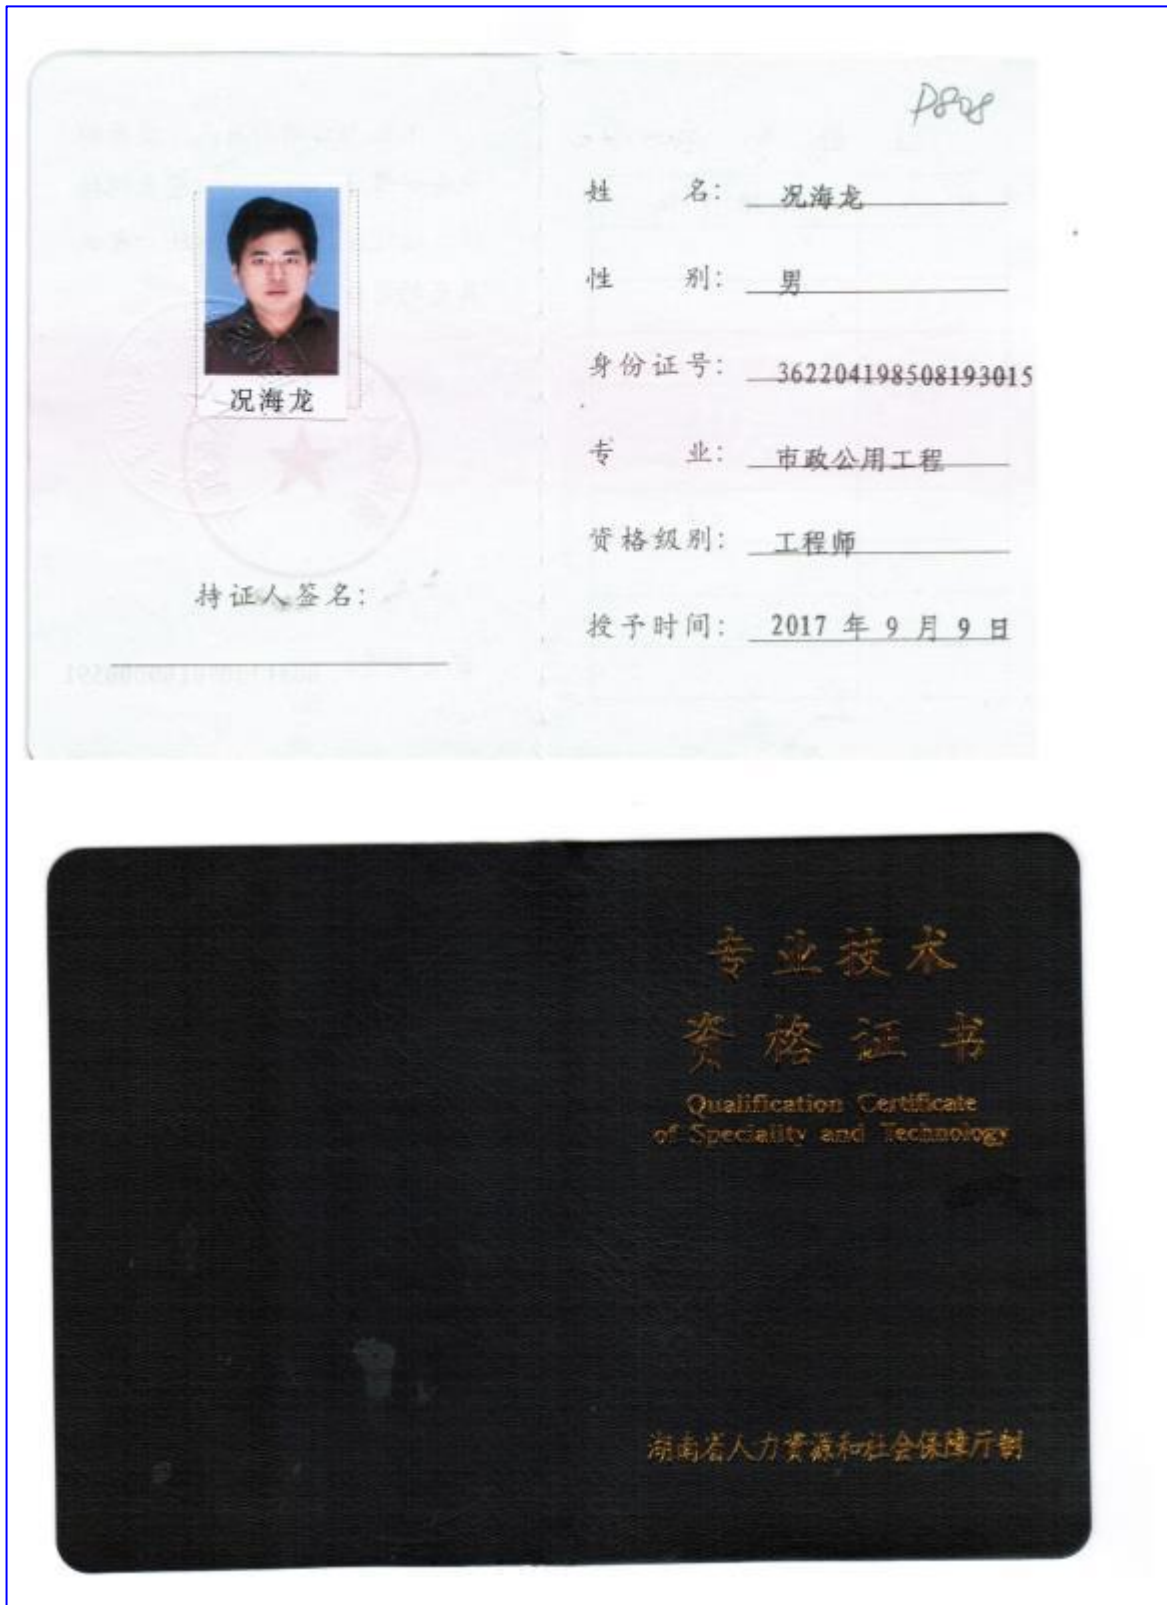 P808
姓 名： 况海龙
性 别： 男
身份证号： 362204198508193015
专 业： 市政公用工程
资格级别： 工程师
授予时间： 2017 年 9 月 9 日
况海龙
持证人签名：
专业技术
资格证书
Qualification Certificate
of Speciality and Technology
湖南省人力资源和社会保障厅制